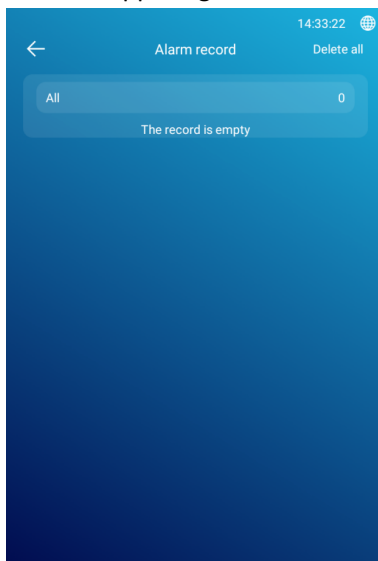 14:33:22
Alarm record
Delete all
All 0
The record is empty